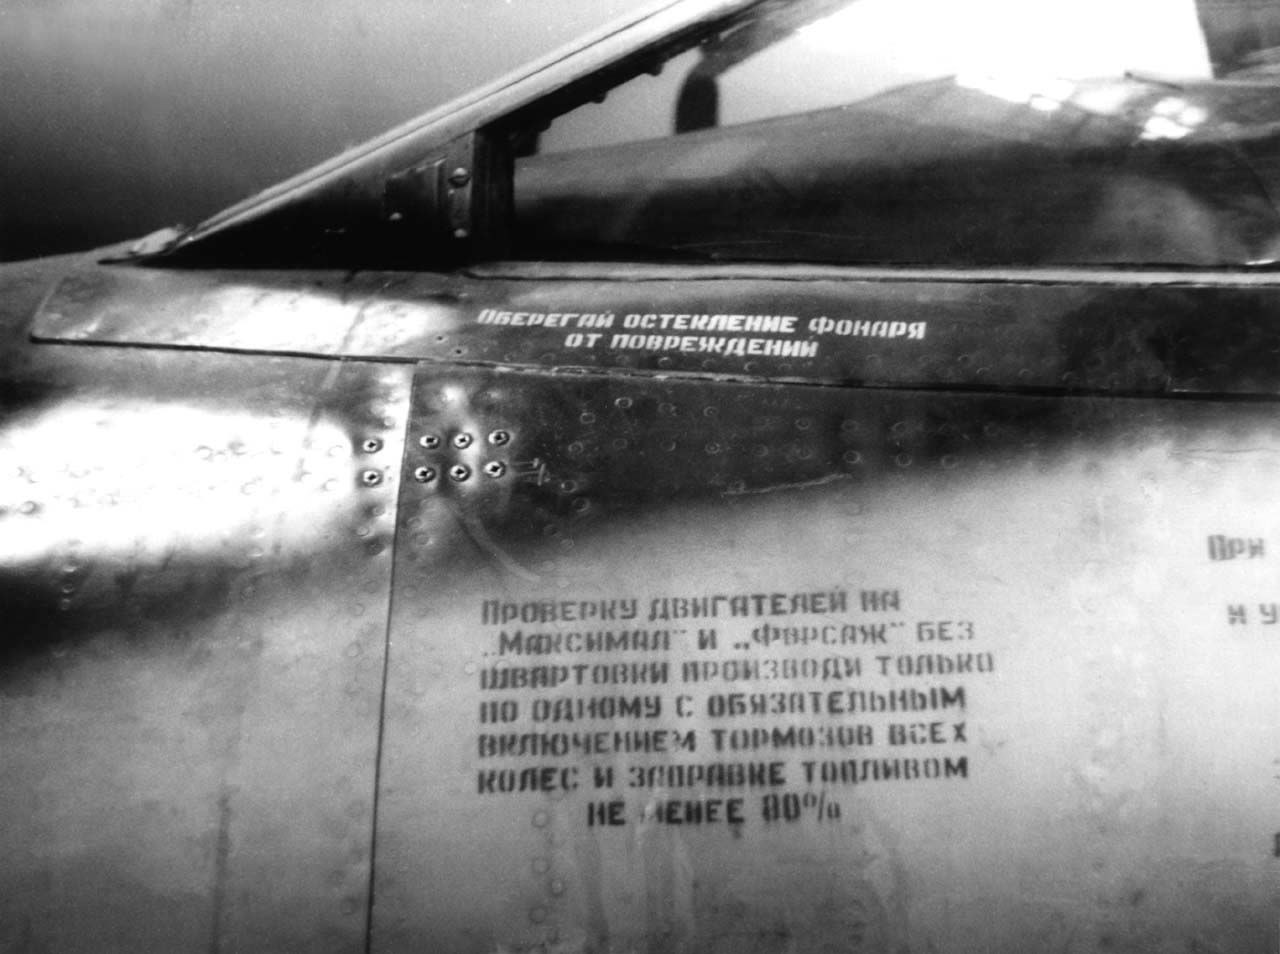 ОБЕРЕГАЙ ОСТЕКЛЕНИЕ ФОНАРЯ
ОТ ПОВРЕЖДЕНИЙ
ПРОВЕРКУ ДВИГАТЕЛЕЙ НА
„МАКСИМАЛ" И „ФОРСАЖ" БЕЗ
ШВАРТОВКИ ПРОИЗВОДИ ТОЛЬКО
ПО ОДНОМУ С ОБЯЗАТЕЛЬНЫМ
ВКЛЮЧЕНИЕМ ТОРМОЗОВ ВСЕХ
КОЛЕС И ЗАПРАВКЕ ТОПЛИВОМ
НЕ МЕНЕЕ 80%
При
И У